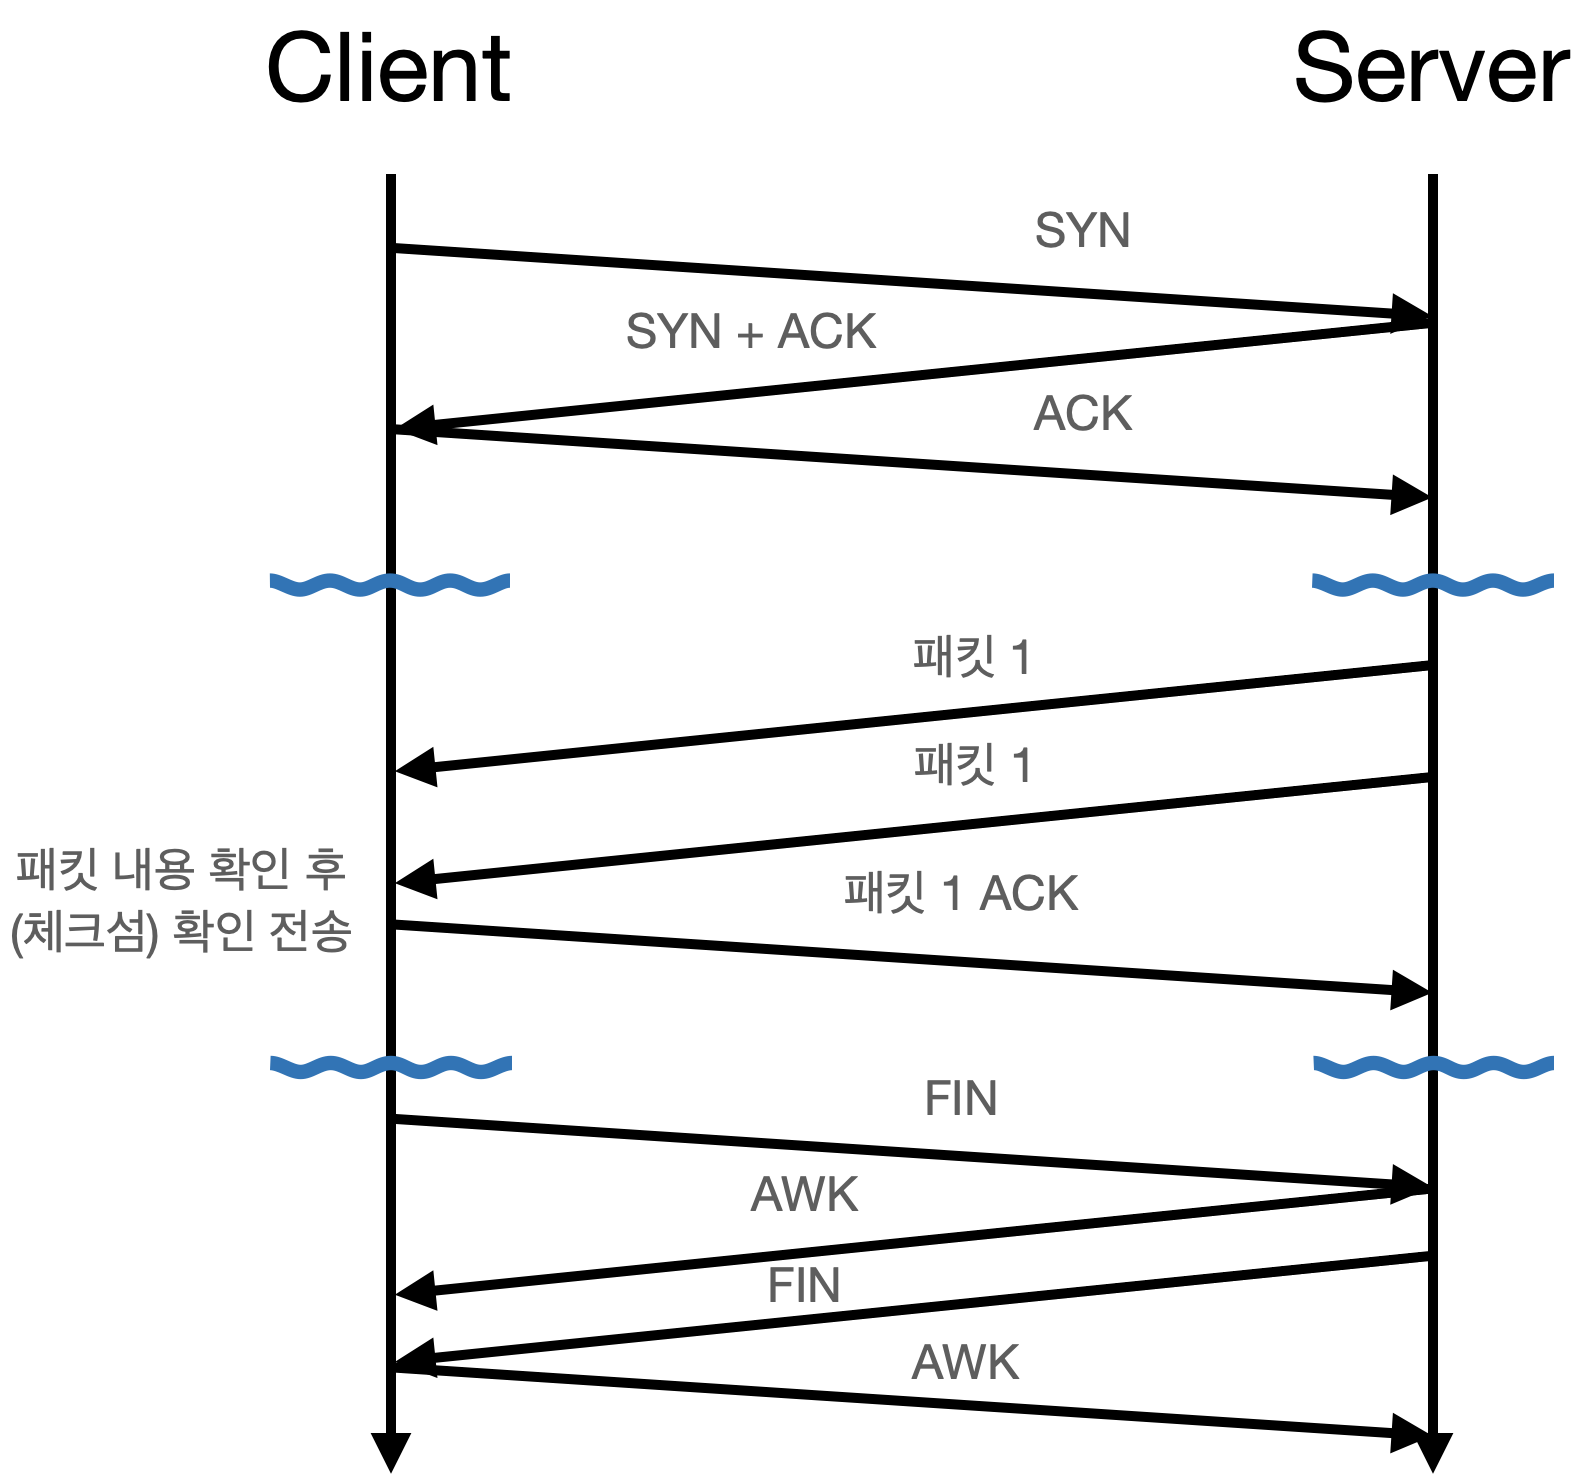 Client
Server
SYN
SYN + ACK
ACK
패킷 1
패킷 1
패킷 내용 확인 후
(체크섬) 확인 전송
패킷 1 ACK
FIN
AWK
FIN
AWK